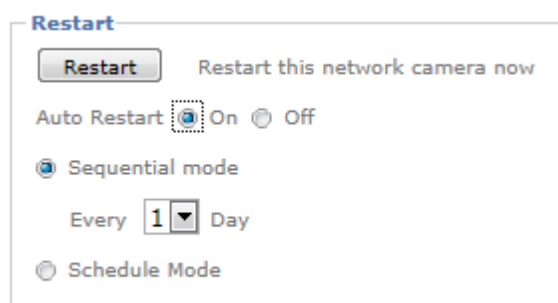 Restart
Restart Restart this network camera now
Auto Restart On Off
Sequential mode
Every 1 Day
Schedule Mode